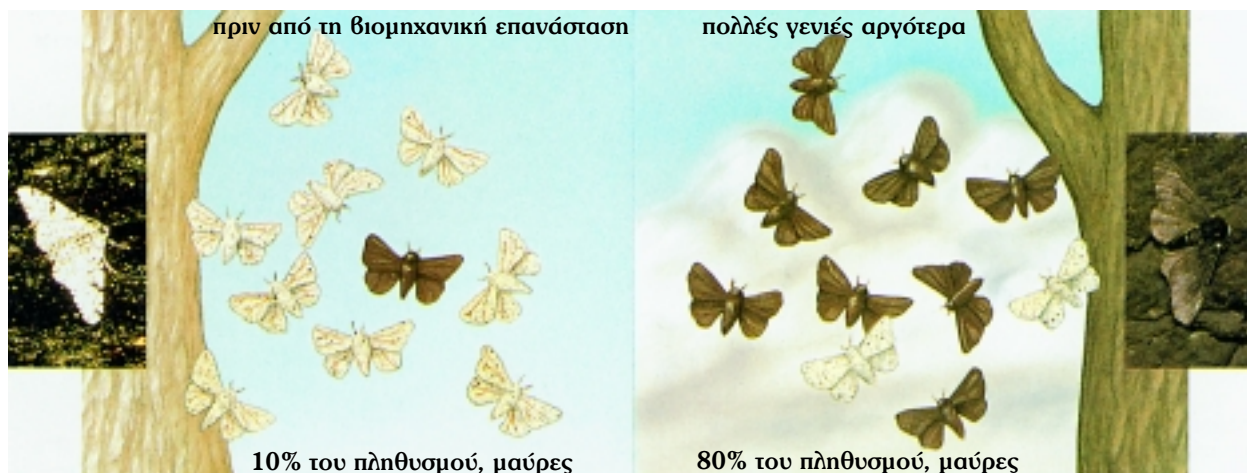 πριν από τη βιομηχανική επανάσταση
πολλές γενιές αργότερα
10% του πληθυσμού, μαύρες
80% του πληθυσμού, μαύρες